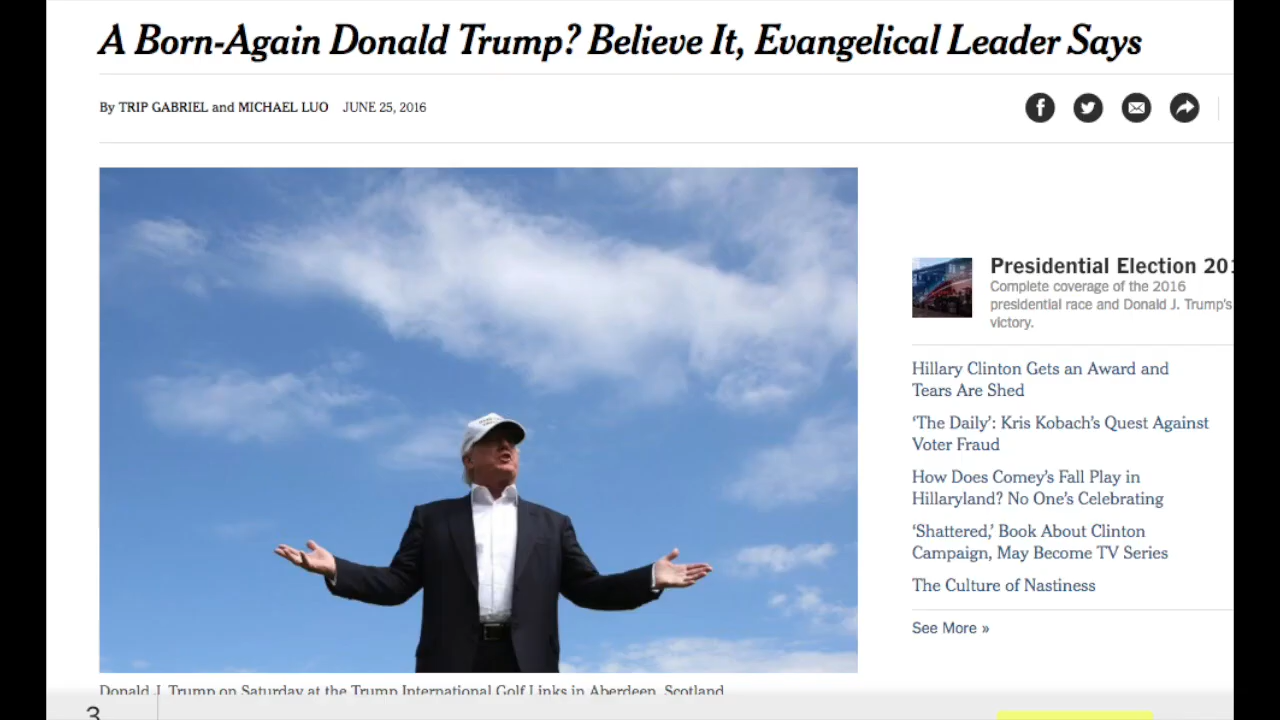 A Born-Again Donald Trump? Believe It, Evangelical Leader Says
By TRIP GABRIEL and MICHAEL LUO JUNE 25, 2016
Presidential Election 201
Complete coverage of the 2016
presidential race and Donald J. Trump's
victory.
Hillary Clinton Gets an Award and
Tears Are Shed
‘The Daily’: Kris Kobach’s Quest Against
Voter Fraud
How Does Comey’s Fall Play in
Hillaryland? No One’s Celebrating
‘Shattered,’ Book About Clinton
Campaign, May Become TV Series
The Culture of Nastiness
See More »
Donald J. Trump on Saturday at the Trump International Golf Links in Aberdeen, Scotland
3